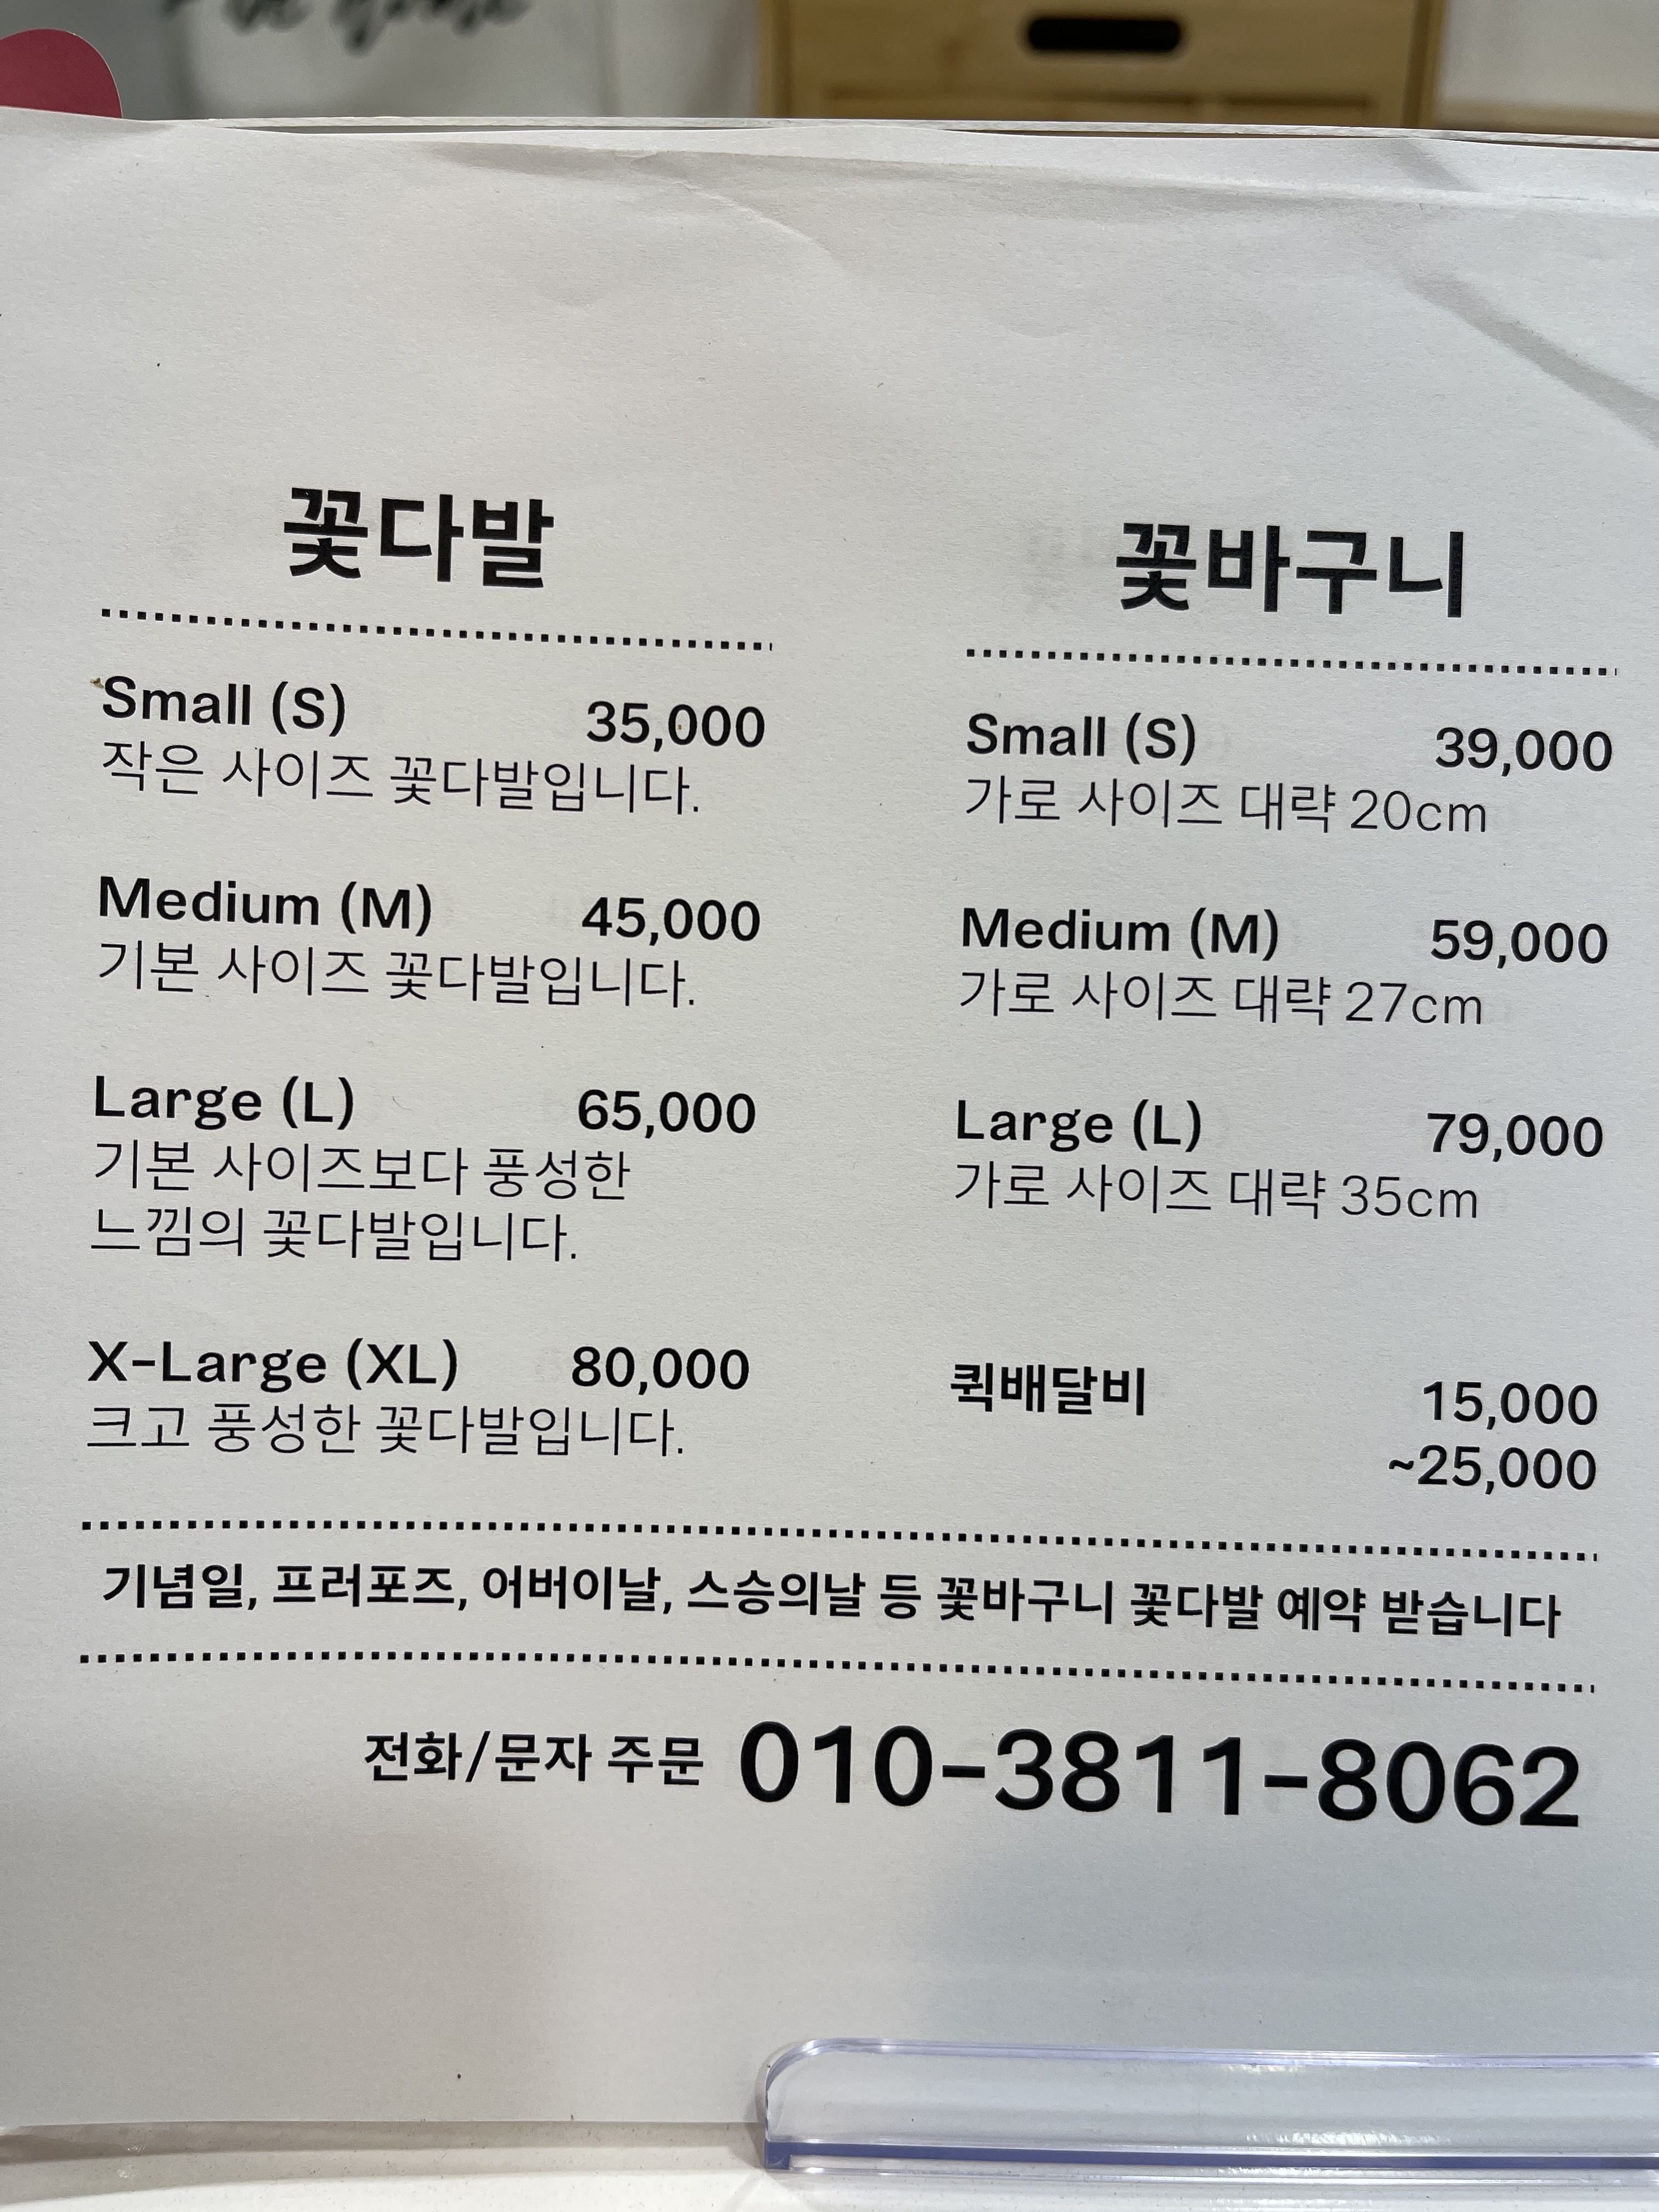 꽃다발
Small (S) 35,000
작은 사이즈 꽃다발입니다.
Medium (M) 45,000
기본 사이즈 꽃다발입니다.
Large (L) 65,000
기본 사이즈보다 풍성한
느낌의 꽃다발입니다.
X-Large (XL) 80,000
크고 풍성한 꽃다발입니다.
꽃바구니
Small (S) 39,000
가로 사이즈 대략 20cm
Medium (M) 59,000
가로 사이즈 대략 27cm
Large (L) 79,000
가로 사이즈 대략 35cm
퀵배달비 15,000
~25,000
기념일, 프러포즈, 어버이날, 스승의날 등 꽃바구니 꽃다발 예약 받습니다
전화/문자 주문 010-3811-8062